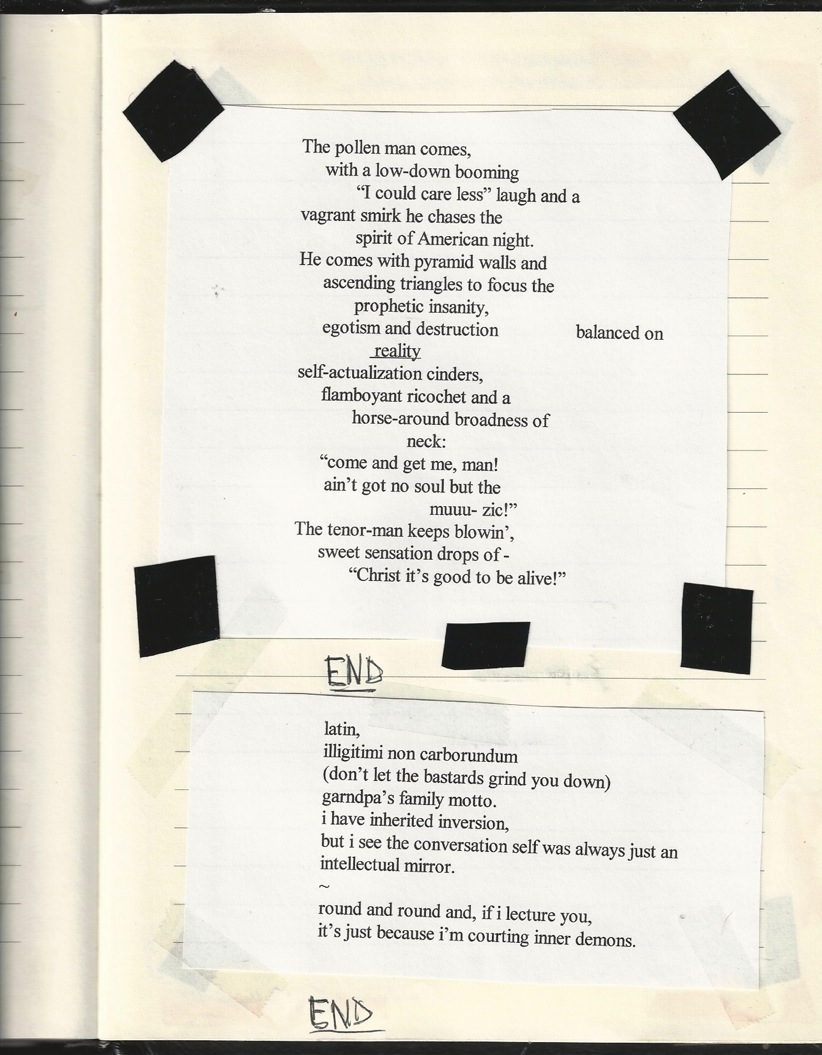 The pollen man comes,
with a low-down booming
“I could care less” laugh and a
vagrant smirk he chases the
spirit of American night.
He comes with pyramid walls and
ascending triangles to focus the
prophetic insanity,
egotism and destruction balanced on
reality
self-actualization cinders,
flamboyant ricochet and a
horse-around broadness of
neck:
“come and get me, man!
ain’t got no soul but the
muuu- zic!”
The tenor-man keeps blowin’,
sweet sensation drops of -
“Christ it’s good to be alive!”
END
latin,
illigitimi non carborundum
(don’t let the bastards grind you down)
garndpa’s family motto.
i have inherited inversion,
but i see the conversation self was always just an
intellectual mirror.
~
round and round and, if i lecture you,
it’s just because i’m courting inner demons.
END